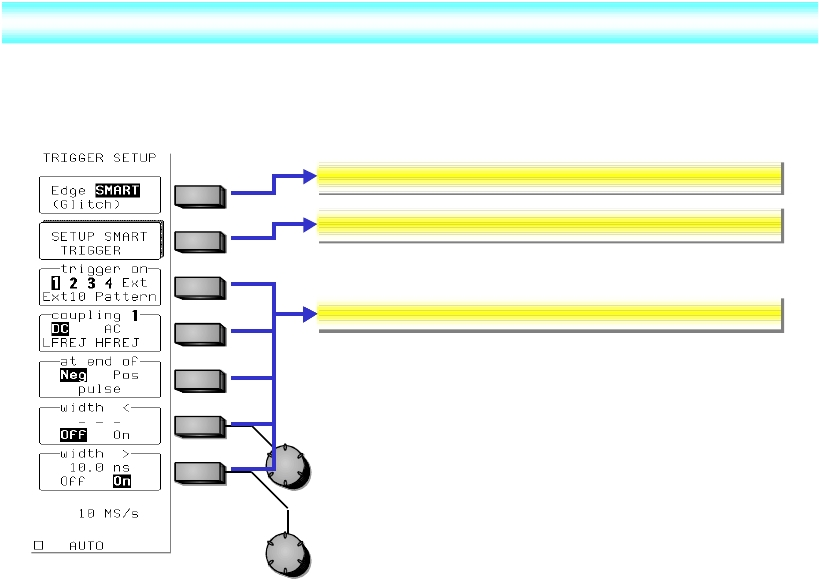 TRIGGER SETUP
Edge SMART
(Glitch)
SETUP SMART
TRIGGER
trigger on
1 2 3 4 Ext
Ext10 Pattern
coupling 1
DC AC
LFREJ HFREJ
at end of
Neg Pos
pulse
width <
- - -
Off On
width >
10.0 ns
Off On
10 MS/s
□ AUTO